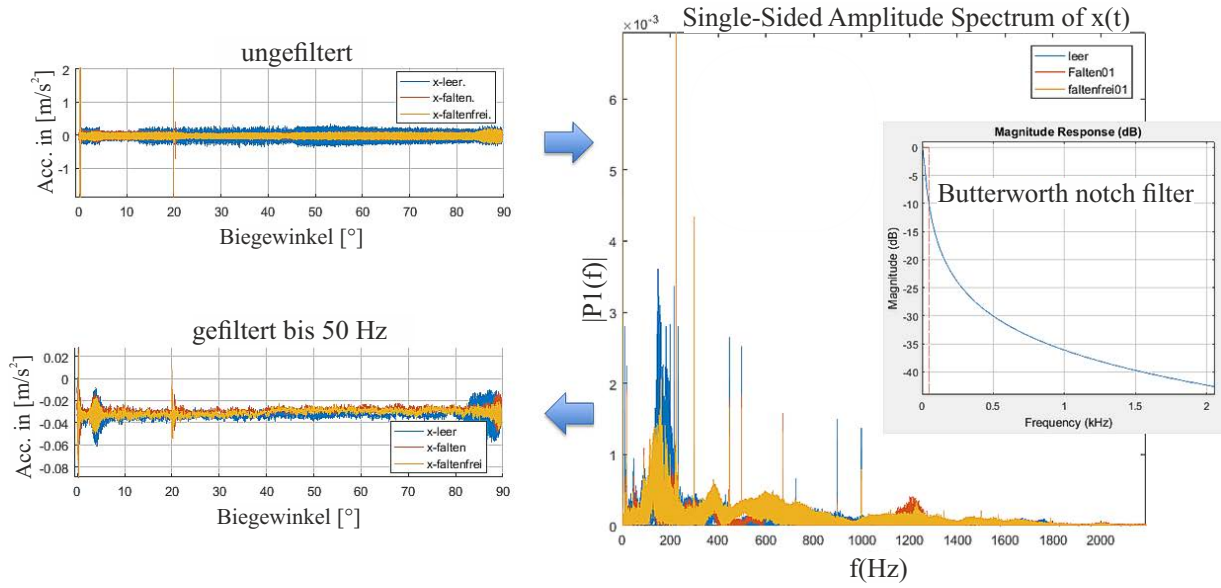 ungefiltert
Acc. in [m/s²]
2
1
0
-1
x-leer.
x-falten.
x-faltenfrei.
0 10 20 30 40 50 60 70 80 90
Biegewinkel [°]
gefiltert bis 50 Hz
Acc. in [m/s²]
0.02
0
-0.02
-0.04
-0.06
-0.08
x-leer
x-falten
x-faltenfrei
0 10 20 30 40 50 60 70 80 90
Biegewinkel [°]
Single-Sided Amplitude Spectrum of x(t)
×10⁻³
|P1(f)|
6
5
4
3
2
1
0
leer
Falten01
faltenfrei01
0 200 400 600 800 1000 1200 1400 1600 1800 2000
f(Hz)
Magnitude Response (dB)
Butterworth notch filter
Magnitude (dB)
0
-5
-10
-15
-20
-25
-30
-35
-40
0 0.5 1 1.5 2
Frequency (kHz)